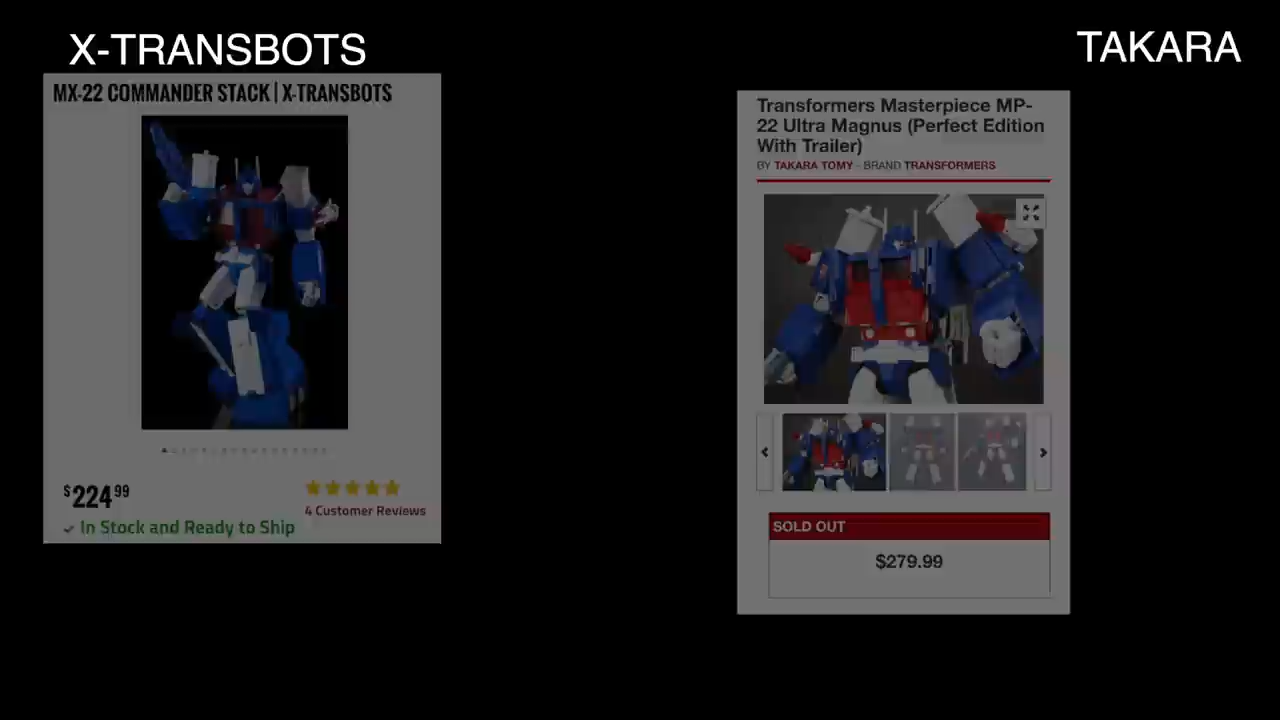 X-TRANSBOTS
MX-22 COMMANDER STACK | X-TRANSBOTS
$224.99
4 Customer Reviews
✓ In Stock and Ready to Ship
TAKARA
Transformers Masterpiece MP-
22 Ultra Magnus (Perfect Edition
With Trailer)
BY TAKARA TOMY - BRAND TRANSFORMERS
SOLD OUT
$279.99